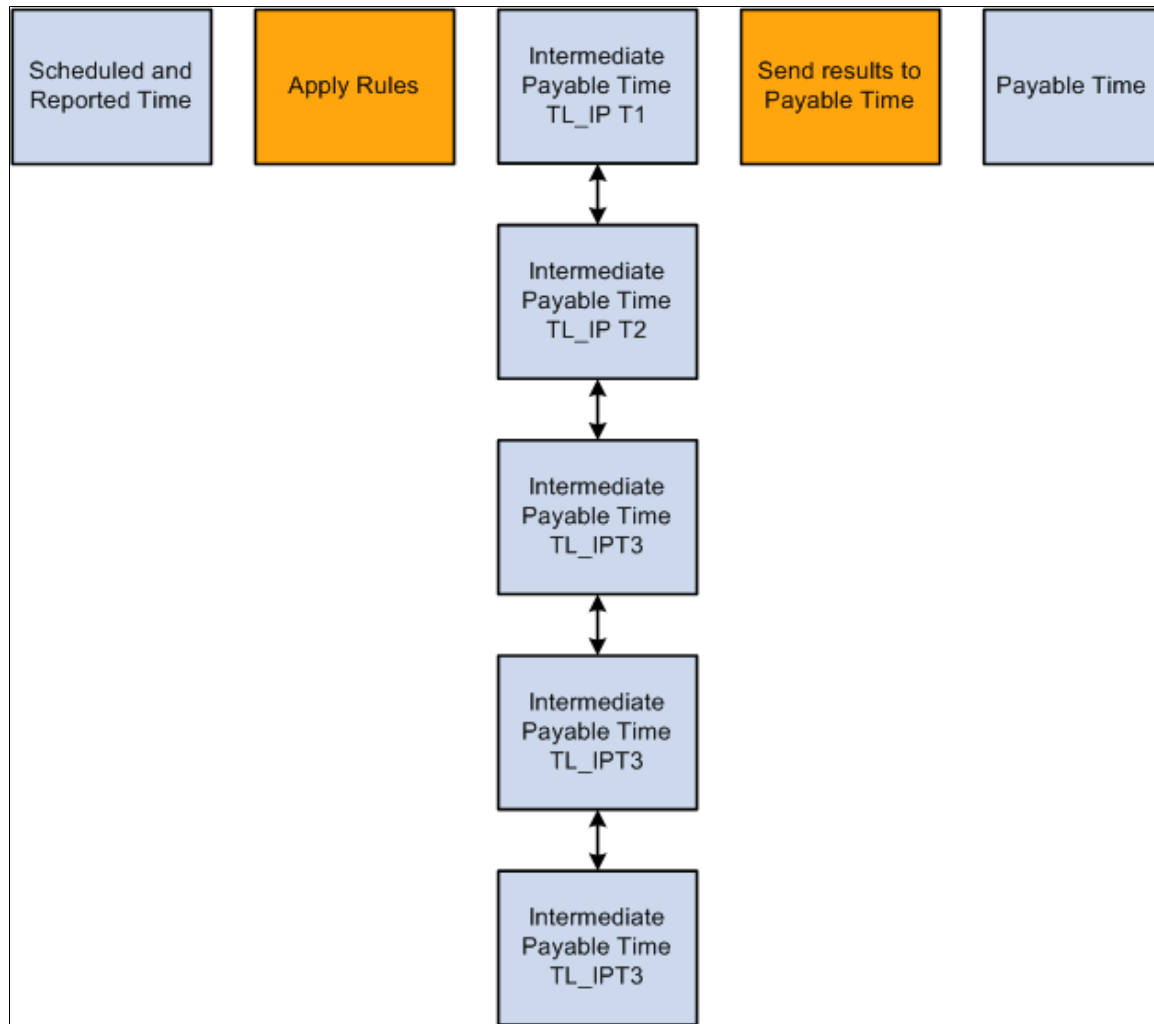 Scheduled and
Reported Time
Apply Rules
Intermediate
Payable Time
TL_IP T1
Send results to
Payable Time
Payable Time
Intermediate
Payable Time
TL_IP T2
Intermediate
Payable Time
TL_IPT3
Intermediate
Payable Time
TL_IPT3
Intermediate
Payable Time
TL_IPT3